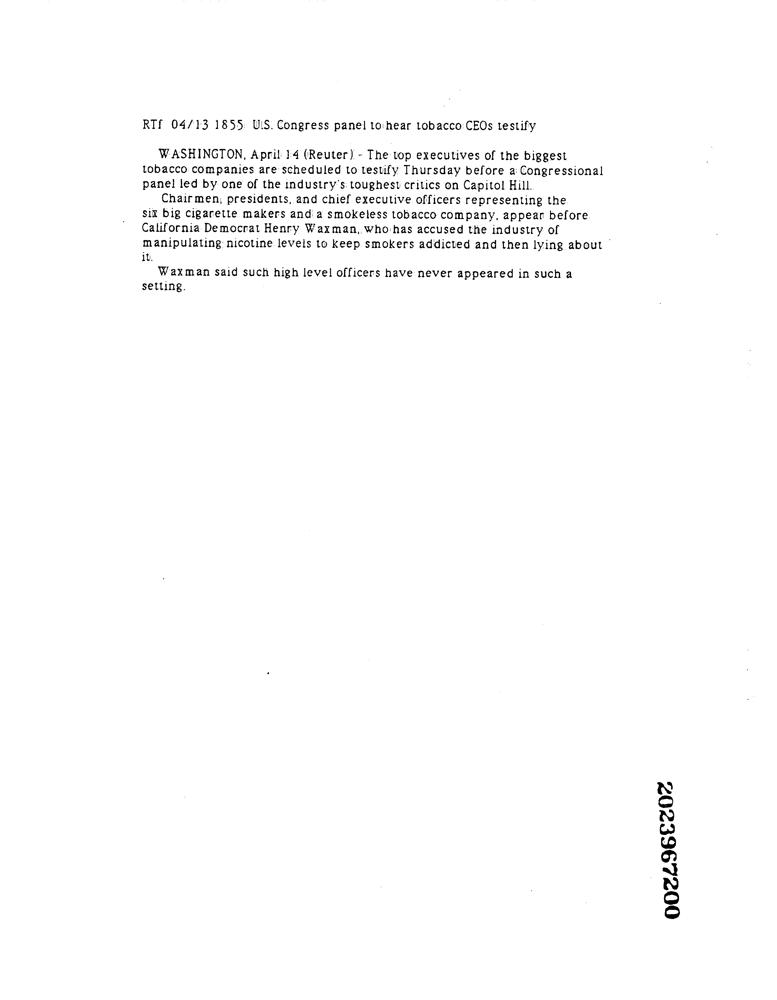 RTf 04/13 1855 U.S. Congress panel to hear tobacco CEOs testify
WASHINGTON, April 14 (Reuter) - The top executives of the biggest
tobacco companies are scheduled to testify Thursday before a Congressional
panel led by one of the industry's toughest critics on Capitol Hill.
Chairmen, presidents, and chief executive officers representing the
six big cigarette makers and a smokeless tobacco company, appear before
California Democrat Henry Waxman, who has accused the industry of
manipulating nicotine levels to keep smokers addicted and then lying about
it.
Waxman said such high level officers have never appeared in such a
setting.
2023967200